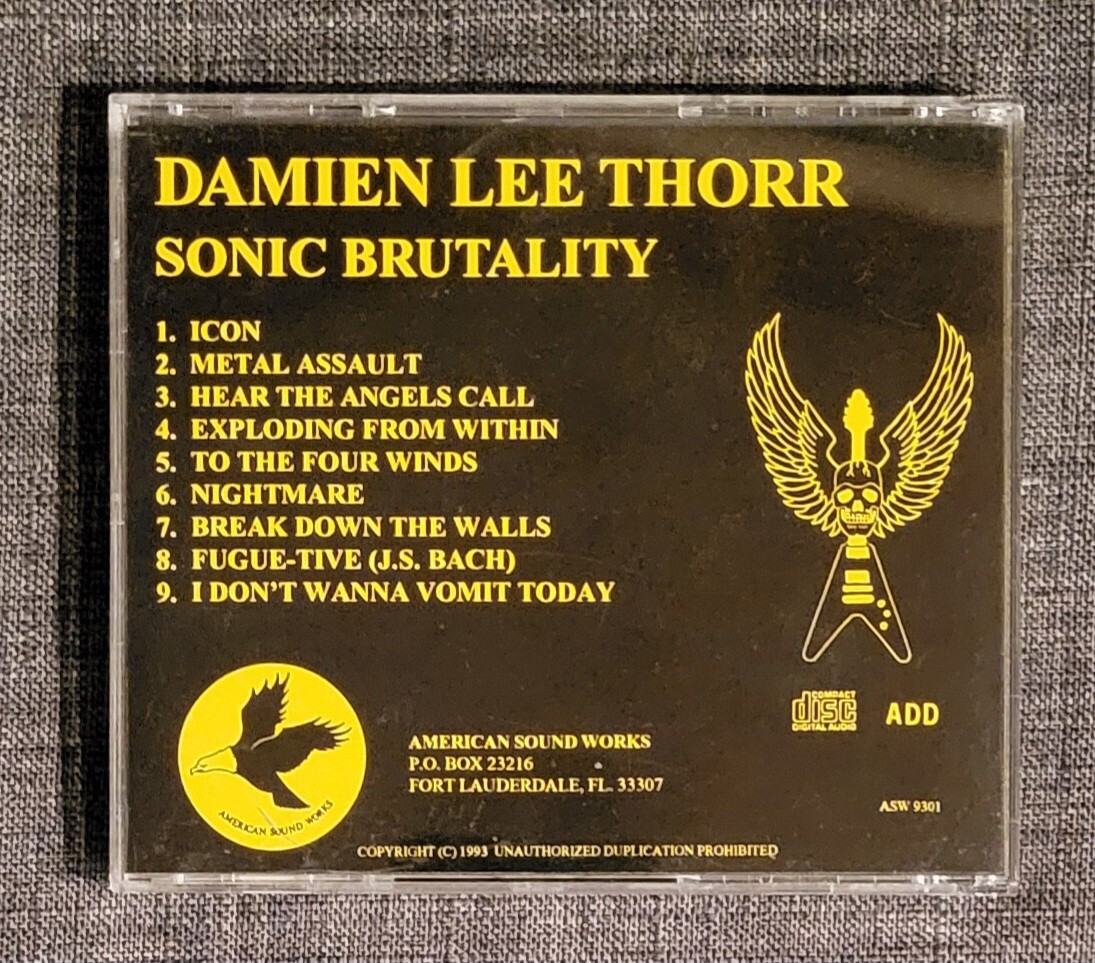 DAMIEN LEE THORR
SONIC BRUTALITY
1. ICON
2. METAL ASSAULT
3. HEAR THE ANGELS CALL
4. EXPLODING FROM WITHIN
5. TO THE FOUR WINDS
6. NIGHTMARE
7. BREAK DOWN THE WALLS
8. FUGUE-TIVE (J.S. BACH)
9. I DON'T WANNA VOMIT TODAY
COMPACT
disc
DIGITAL AUDIO
ADD
AMERICAN SOUND WORKS
AMERICAN SOUND WORKS
P.O. BOX 23216
FORT LAUDERDALE, FL. 33307
ASW 9301
COPYRIGHT (C) 1993 UNAUTHORIZED DUPLICATION PROHIBITED